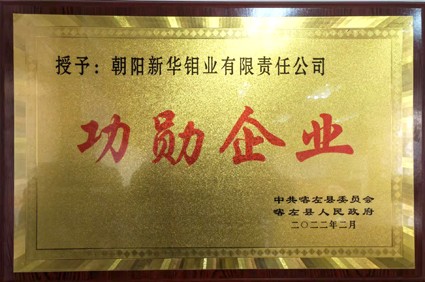 授予：朝阳新华钼业有限责任公司
功勋企业
中共喀左县委员会
喀左县人民政府
二〇二二年二月